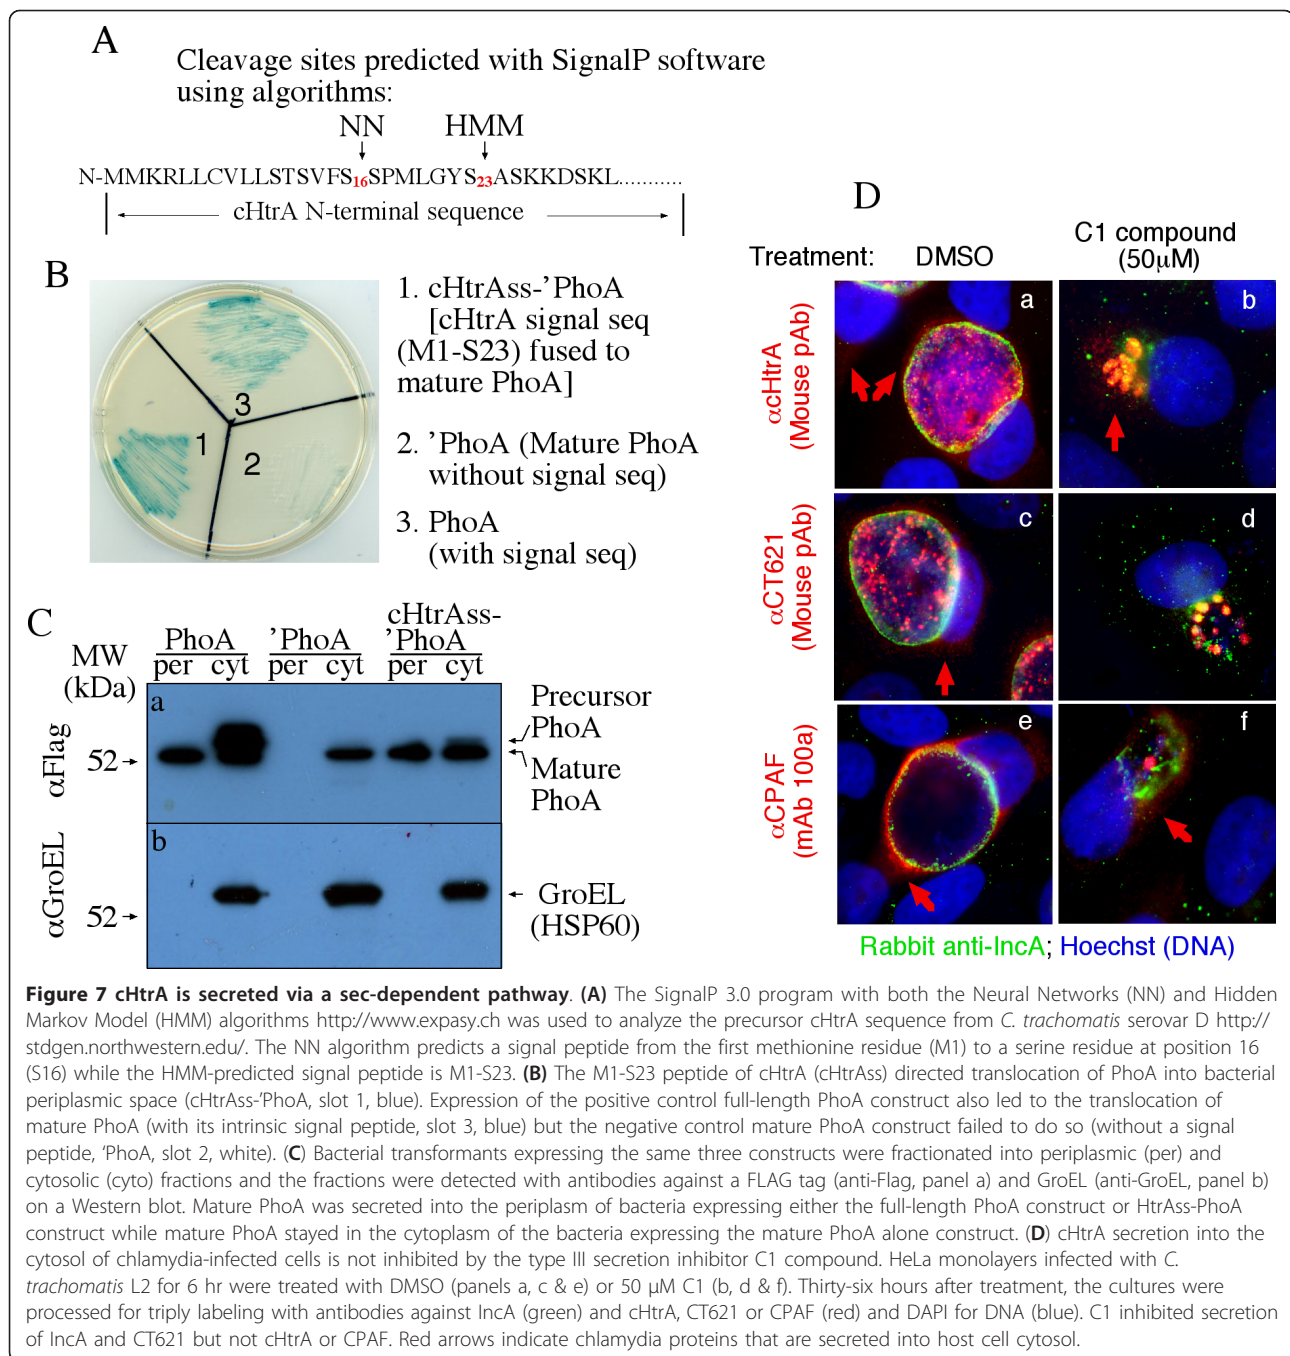 A
Cleavage sites predicted with SignalP software
using algorithms:
NN HMM
N-MMKRLLCVLLSTSVFS16SPMLGYS23ASKKDSKL...........
cHtrA N-terminal sequence
B
1
2
3
1. cHtrAss-’PhoA
[cHtrA signal seq
(M1-S23) fused to
mature PhoA]
2. ’PhoA (Mature PhoA
without signal seq)
3. PhoA
(with signal seq)
C
MW
(kDa)
PhoA ’PhoA cHtrAss-
’PhoA
per cyt per cyt per cyt
a
αFlag
52
Precursor
PhoA
Mature
PhoA
b
αGroEL
52
GroEL
(HSP60)
D
Treatment: DMSO C1 compound
(50μM)
αcHtrA
(Mouse pAb)
a b
αCT621
(Mouse pAb)
c d
αCPAF
(mAb 100a)
e f
Rabbit anti-IncA; Hoechst (DNA)
Figure 7 cHtrA is secreted via a sec-dependent pathway. (A) The SignalP 3.0 program with both the Neural Networks (NN) and Hidden
Markov Model (HMM) algorithms http://www.expasy.ch was used to analyze the precursor cHtrA sequence from C. trachomatis serovar D http://
stdgen.northwestern.edu/. The NN algorithm predicts a signal peptide from the first methionine residue (M1) to a serine residue at position 16
(S16) while the HMM-predicted signal peptide is M1-S23. (B) The M1-S23 peptide of cHtrA (cHtrAss) directed translocation of PhoA into bacterial
periplasmic space (cHtrAss-’PhoA, slot 1, blue). Expression of the positive control full-length PhoA construct also led to the translocation of
mature PhoA (with its intrinsic signal peptide, slot 3, blue) but the negative control mature PhoA construct failed to do so (without a signal
peptide, ‘PhoA, slot 2, white). (C) Bacterial transformants expressing the same three constructs were fractionated into periplasmic (per) and
cytosolic (cyto) fractions and the fractions were detected with antibodies against a FLAG tag (anti-Flag, panel a) and GroEL (anti-GroEL, panel b)
on a Western blot. Mature PhoA was secreted into the periplasm of bacteria expressing either the full-length PhoA construct or HtrAss-PhoA
construct while mature PhoA stayed in the cytoplasm of the bacteria expressing the mature PhoA alone construct. (D) cHtrA secretion into the
cytosol of chlamydia-infected cells is not inhibited by the type III secretion inhibitor C1 compound. HeLa monolayers infected with C.
trachomatis L2 for 6 hr were treated with DMSO (panels a, c & e) or 50 μM C1 (b, d & f). Thirty-six hours after treatment, the cultures were
processed for triply labeling with antibodies against IncA (green) and cHtrA, CT621 or CPAF (red) and DAPI for DNA (blue). C1 inhibited secretion
of IncA and CT621 but not cHtrA or CPAF. Red arrows indicate chlamydia proteins that are secreted into host cell cytosol.